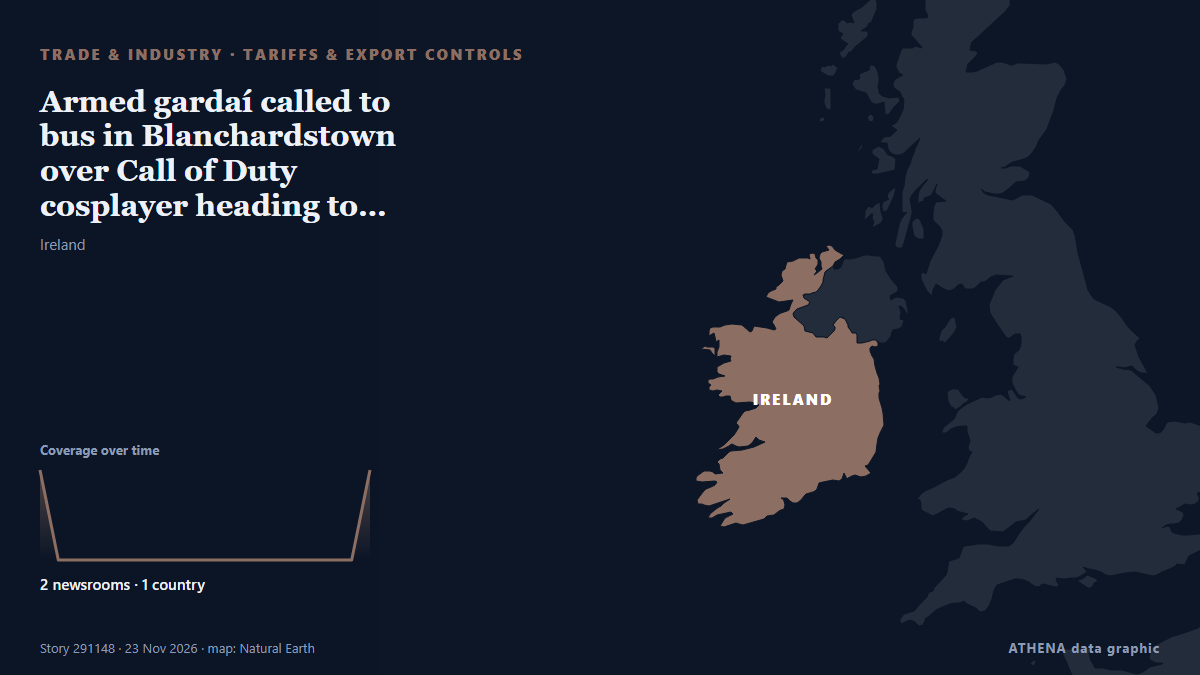 TRADE & INDUSTRY · TARIFFS & EXPORT CONTROLS
Armed gardaí called to
bus in Blanchardstown
over Call of Duty
cosplayer heading to...
Ireland
IRELAND
Coverage over time
2 newsrooms · 1 country
Story 291148 · 23 Nov 2026 · map: Natural Earth
ATHENA data graphic